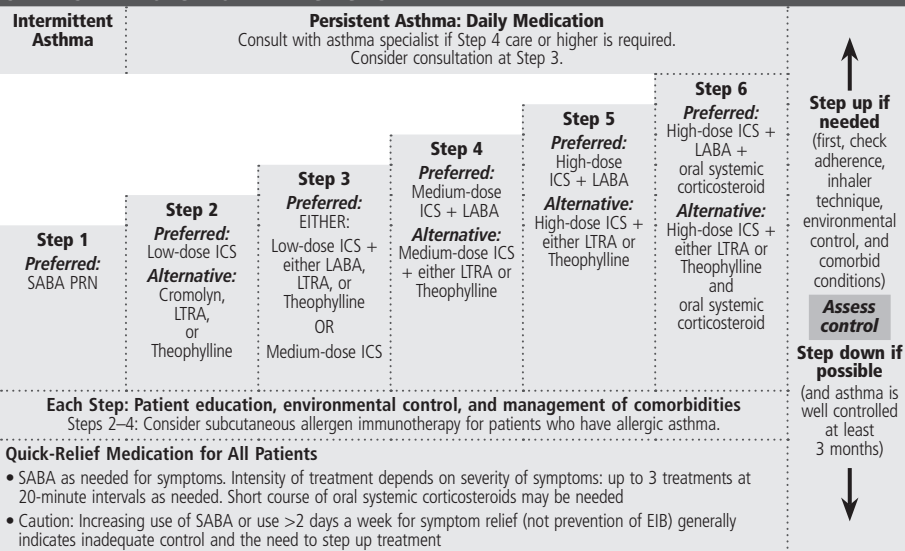 Intermittent
Asthma
Persistent Asthma: Daily Medication
Consult with asthma specialist if Step 4 care or higher is required.
Consider consultation at Step 3.
Step 1
Preferred:
SABA PRN
Step 2
Preferred:
Low-dose ICS
Alternative:
Cromolyn,
LTRA,
or
Theophylline
Step 3
Preferred:
EITHER:
Low-dose ICS +
either LABA,
LTRA, or
Theophylline
OR
Medium-dose ICS
Step 4
Preferred:
Medium-dose
ICS + LABA
Alternative:
Medium-dose ICS
+ either LTRA or
Theophylline
Step 5
Preferred:
High-dose
ICS + LABA
Alternative:
High-dose ICS +
either LTRA or
Theophylline
Step 6
Preferred:
High-dose ICS +
LABA +
oral systemic
corticosteroid
Alternative:
High-dose ICS +
either LTRA or
Theophylline
and
oral systemic
corticosteroid
Step up if
needed
(first, check
adherence,
inhaler
technique,
environmental
control, and
comorbid
conditions)
Assess
control
Step down if
possible
(and asthma is
well controlled
at least
3 months)
Each Step: Patient education, environmental control, and management of comorbidities
Steps 2–4: Consider subcutaneous allergen immunotherapy for patients who have allergic asthma.
Quick-Relief Medication for All Patients
• SABA as needed for symptoms. Intensity of treatment depends on severity of symptoms: up to 3 treatments at
20-minute intervals as needed. Short course of oral systemic corticosteroids may be needed
• Caution: Increasing use of SABA or use >2 days a week for symptom relief (not prevention of EIB) generally
indicates inadequate control and the need to step up treatment